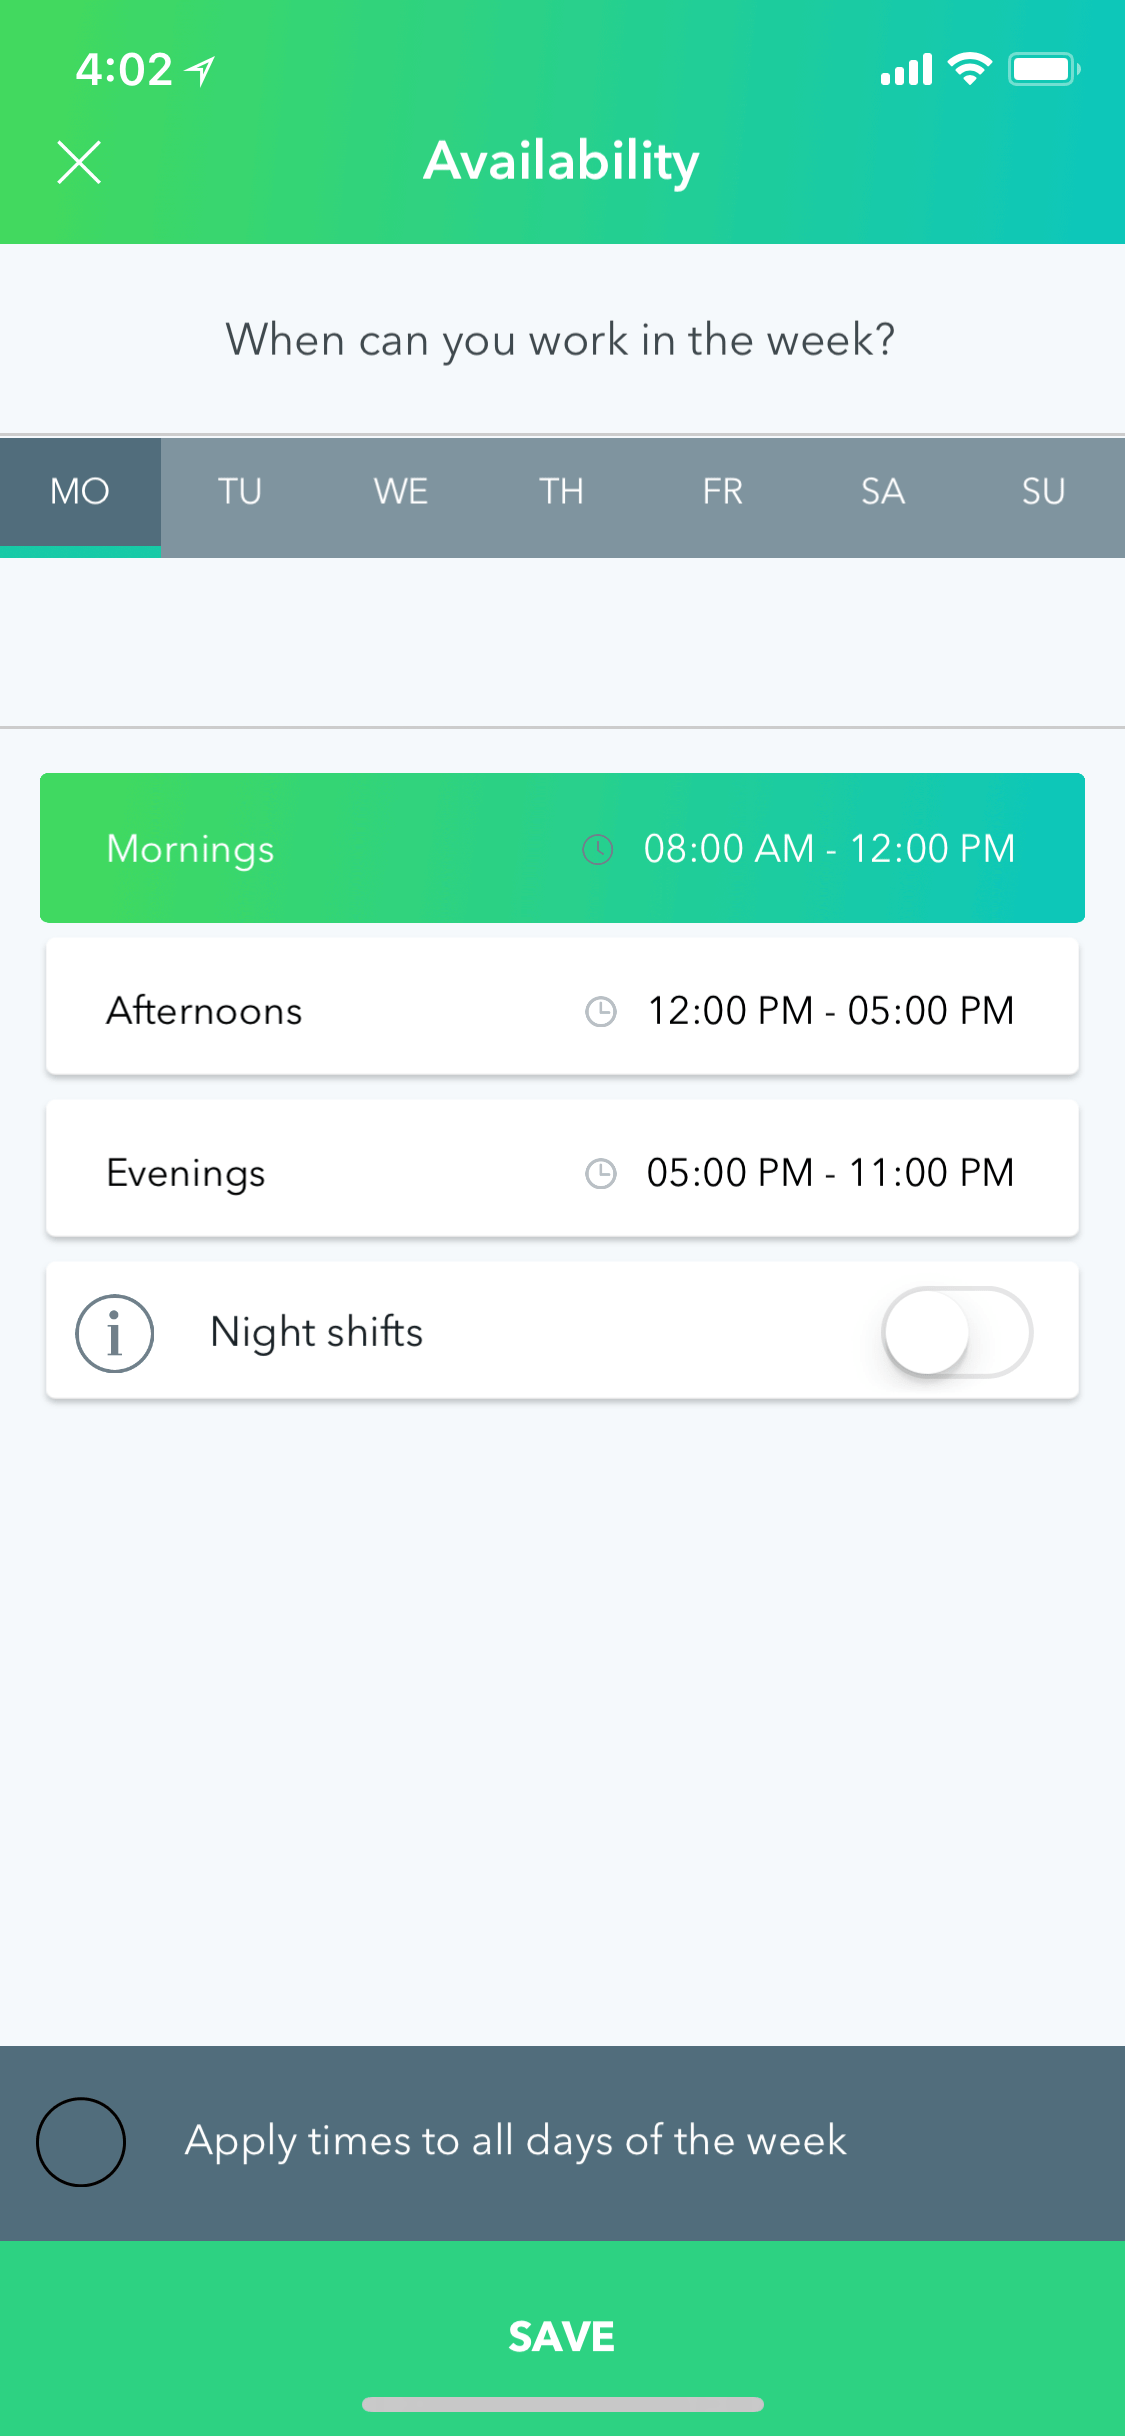 4:02
Availability
When can you work in the week?
MO TU WE TH FR SA SU
Mornings 08:00 AM - 12:00 PM
Afternoons 12:00 PM - 05:00 PM
Evenings 05:00 PM - 11:00 PM
i Night shifts
Apply times to all days of the week
SAVE